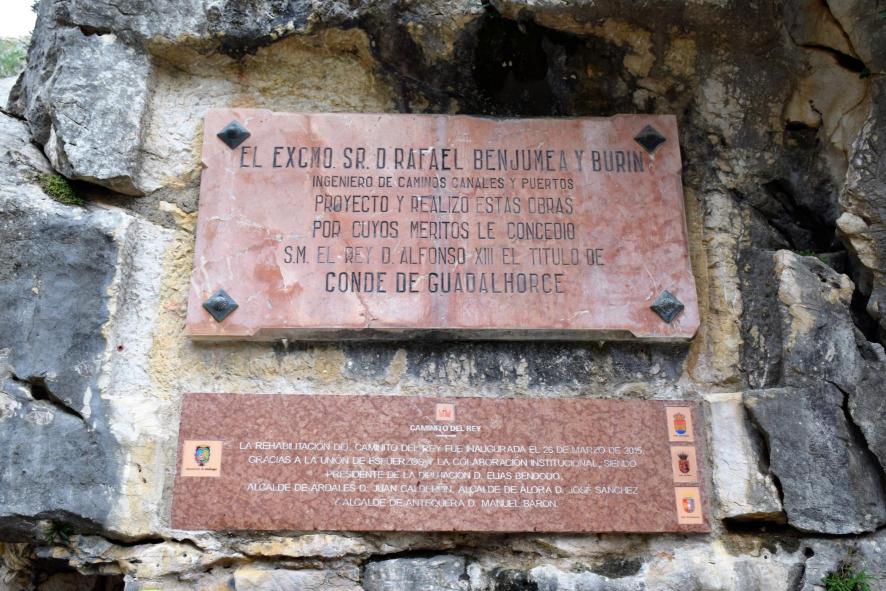 EL EXCMO. SR. D. RAFAEL BENJUMEA Y BURIN
INGENIERO DE CAMINOS CANALES Y PUERTOS
PROYECTO Y REALIZO ESTAS OBRAS
POR CUYOS MERITOS LE CONCEDIO
S.M. EL REY D. ALFONSO XIII EL TITULO DE
CONDE DE GUADALHORCE
CAMINITO DEL REY
LA REHABILITACIÓN DEL CAMINITO DEL REY FUE INAUGURADA EL 26 DE MARZO DE 2015,
GRACIAS A LA UNIÓN DE ESFUERZOS Y LA COLABORACIÓN INSTITUCIONAL, SIENDO
PRESIDENTE DE LA DIPUTACIÓN D. ELÍAS BENDODO,
ALCALDE DE ARDALES D. JUAN CALDERÓN, ALCALDE DE ÁLORA D. JOSÉ SÁNCHEZ
Y ALCALDE DE ANTEQUERA D. MANUEL BARÓN.